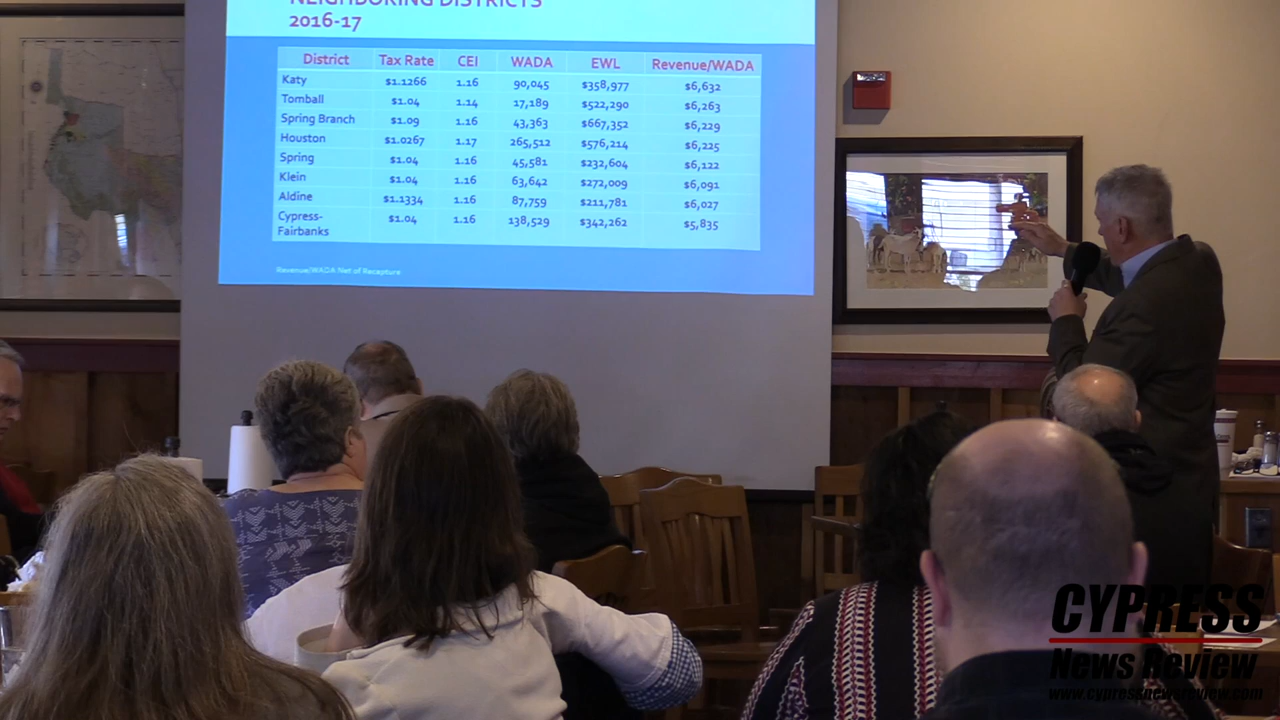 NEIGHBORING DISTRICTS
2016-17
District Tax Rate CEI WADA EWL Revenue/WADA
Katy $1.1266 1.16 90,045 $358,977 $6,632
Tomball $1.04 1.14 17,189 $522,290 $6,263
Spring Branch $1.09 1.16 43,363 $667,352 $6,229
Houston $1.0267 1.17 265,512 $576,214 $6,225
Spring $1.04 1.16 45,581 $232,604 $6,122
Klein $1.04 1.16 63,642 $272,009 $6,091
Aldine $1.1334 1.16 87,759 $211,781 $6,027
Cypress-
Fairbanks $1.04 1.16 138,529 $342,262 $5,835
Revenue/WADA Net of Recapture
CYPRESS
News Review
www.cypressnewsreview.com